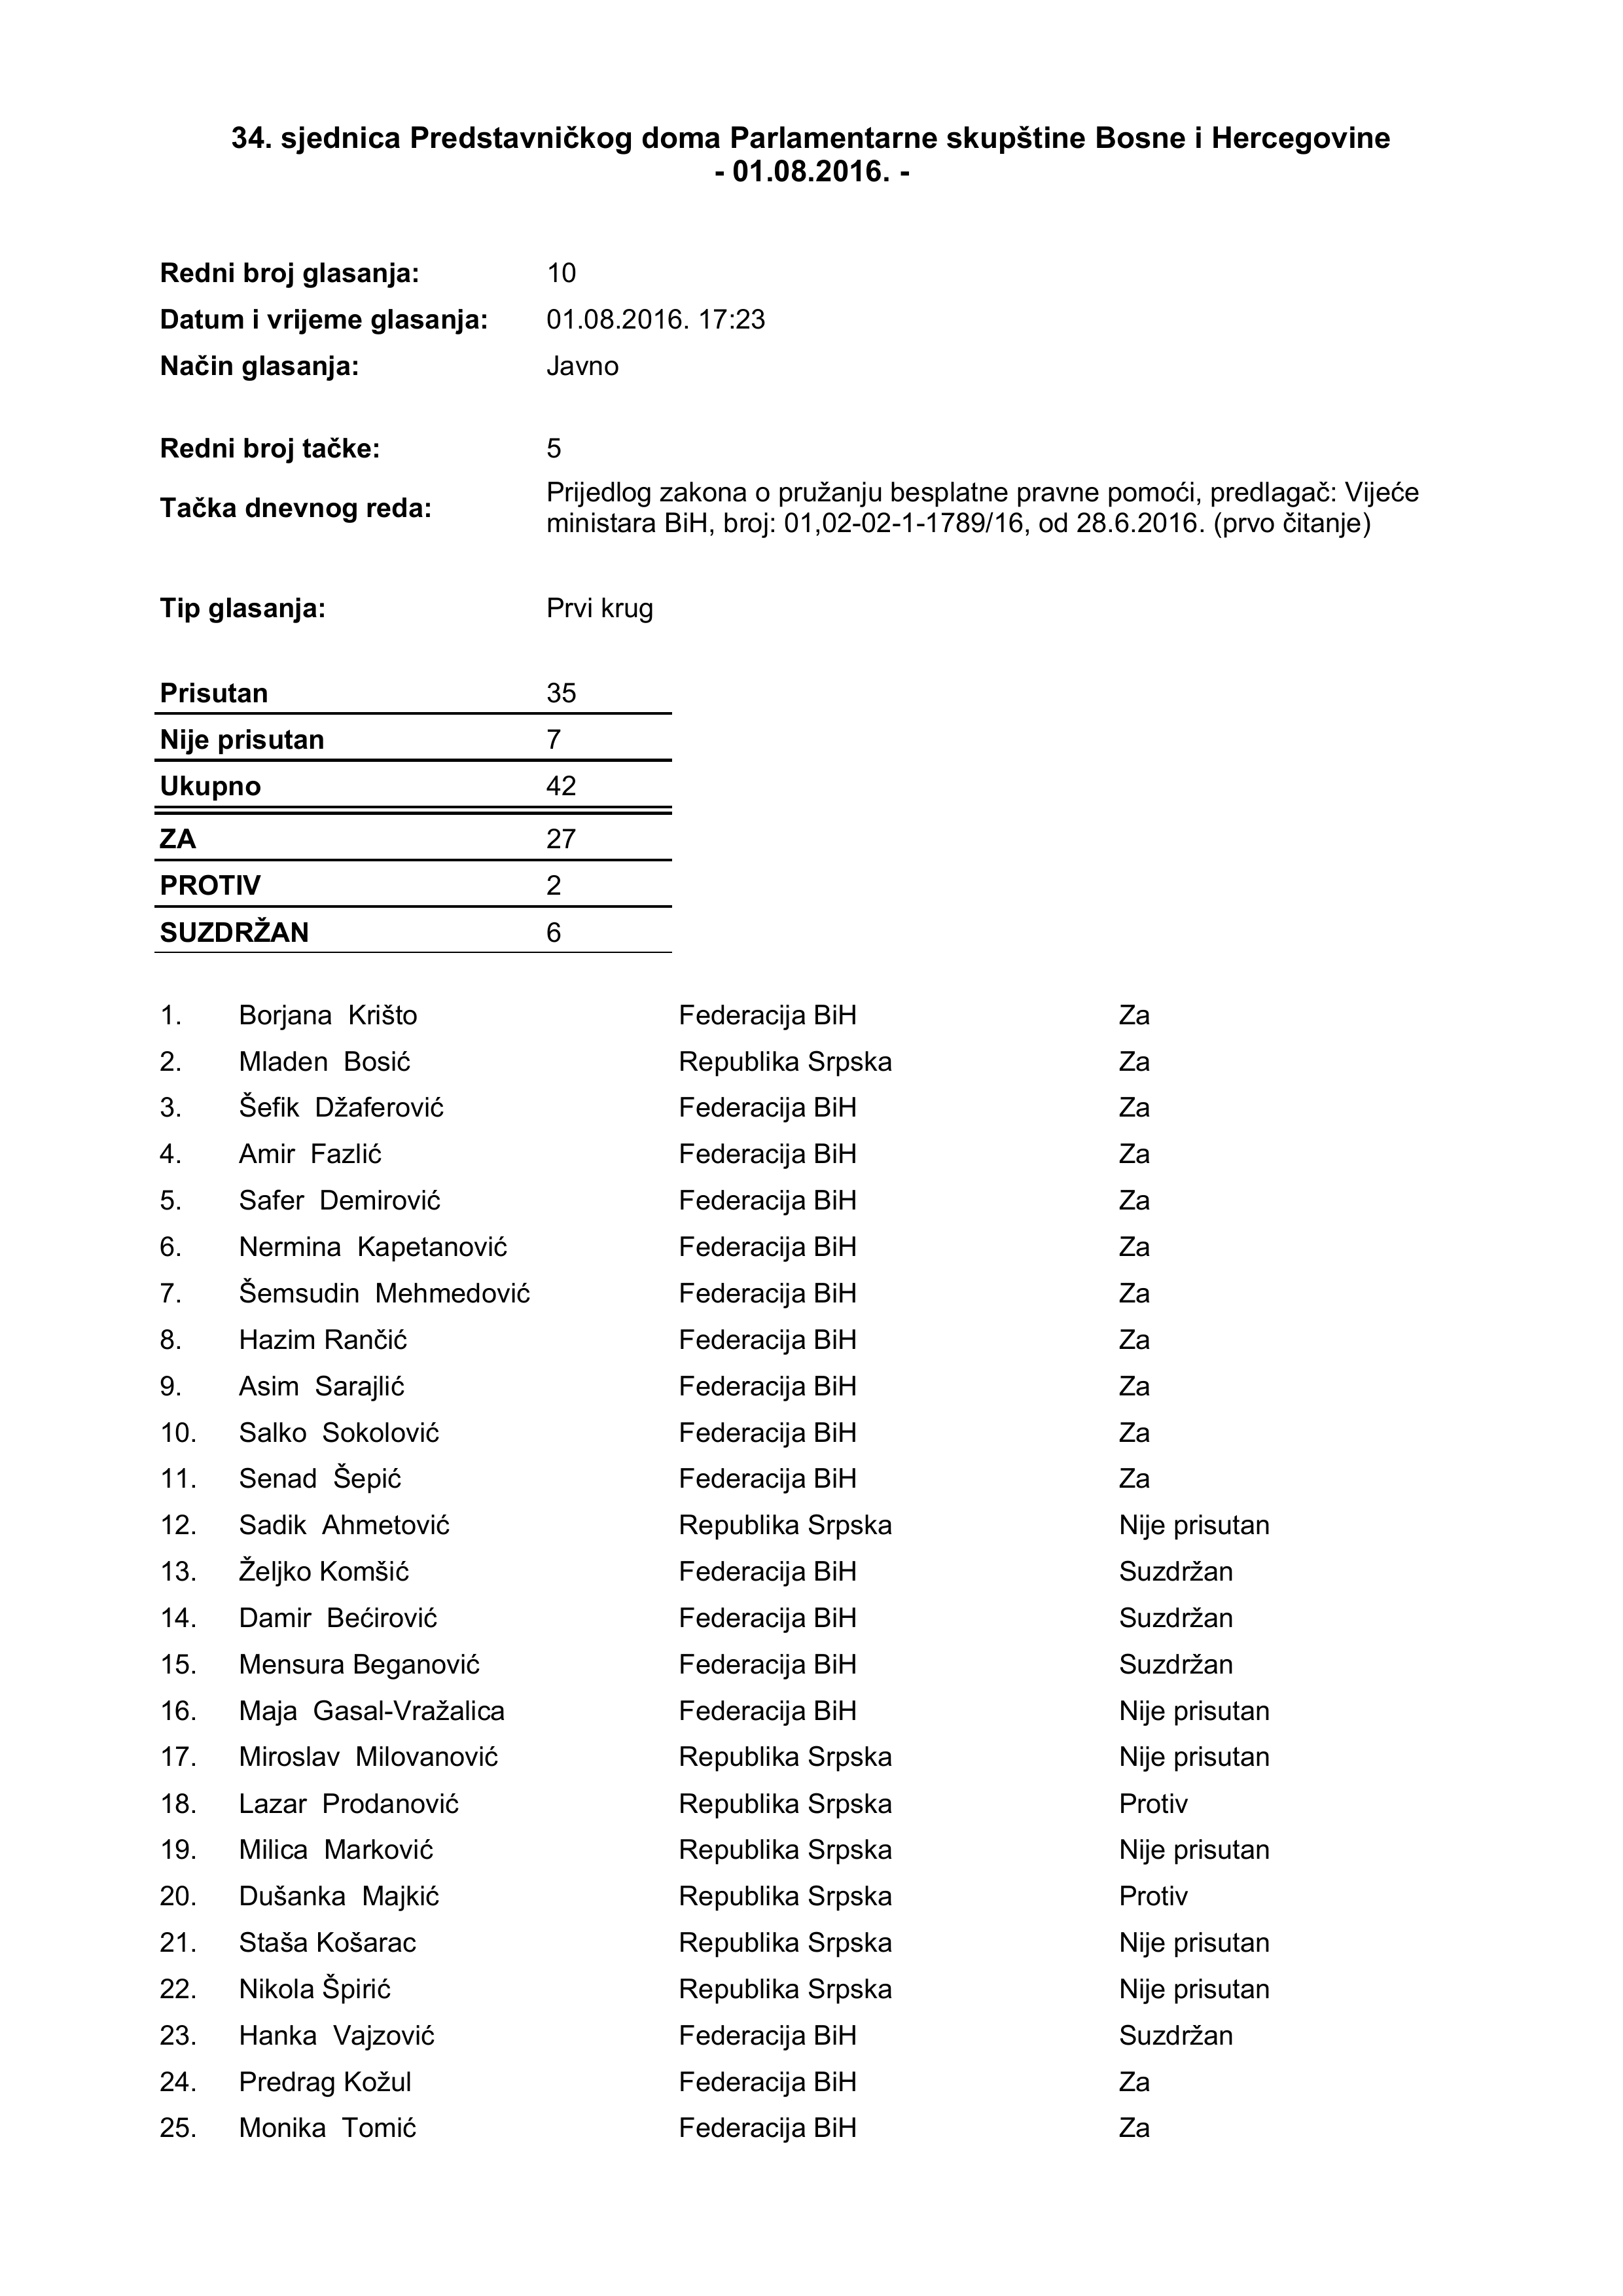 34. sjednica Predstavničkog doma Parlamentarne skupštine Bosne i Hercegovine
- 01.08.2016. -
Redni broj glasanja: 10
Datum i vrijeme glasanja: 01.08.2016. 17:23
Način glasanja: Javno
Redni broj tačke: 5
Tačka dnevnog reda: Prijedlog zakona o pružanju besplatne pravne pomoći, predlagač: Vijeće
ministara BiH, broj: 01,02-02-1-1789/16, od 28.6.2016. (prvo čitanje)
Tip glasanja: Prvi krug
Prisutan 35
Nije prisutan 7
Ukupno 42
ZA 27
PROTIV 2
SUZDRŽAN 6
1. Borjana Krišto Federacija BiH Za
2. Mladen Bosić Republika Srpska Za
3. Šefik Džaferović Federacija BiH Za
4. Amir Fazlić Federacija BiH Za
5. Safer Demirović Federacija BiH Za
6. Nermina Kapetanović Federacija BiH Za
7. Šemsudin Mehmedović Federacija BiH Za
8. Hazim Rančić Federacija BiH Za
9. Asim Sarajlić Federacija BiH Za
10. Salko Sokolović Federacija BiH Za
11. Senad Šepić Federacija BiH Za
12. Sadik Ahmetović Republika Srpska Nije prisutan
13. Željko Komšić Federacija BiH Suzdržan
14. Damir Bećirović Federacija BiH Suzdržan
15. Mensura Beganović Federacija BiH Suzdržan
16. Maja Gasal-Vražalica Federacija BiH Nije prisutan
17. Miroslav Milovanović Republika Srpska Nije prisutan
18. Lazar Prodanović Republika Srpska Protiv
19. Milica Marković Republika Srpska Nije prisutan
20. Dušanka Majkić Republika Srpska Protiv
21. Staša Košarac Republika Srpska Nije prisutan
22. Nikola Špirić Republika Srpska Nije prisutan
23. Hanka Vajzović Federacija BiH Suzdržan
24. Predrag Kožul Federacija BiH Za
25. Monika Tomić Federacija BiH Za